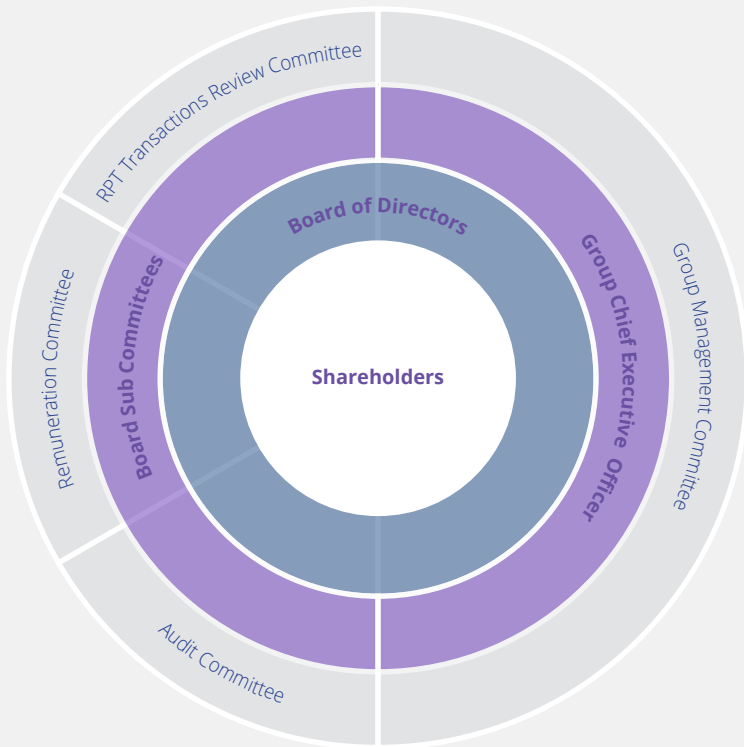 RPT Transactions Review Committee
Remuneration Committee
Audit Committee
Board Sub Committees
Board of Directors
Shareholders
Group Chief Executive Officer
Group Management Committee